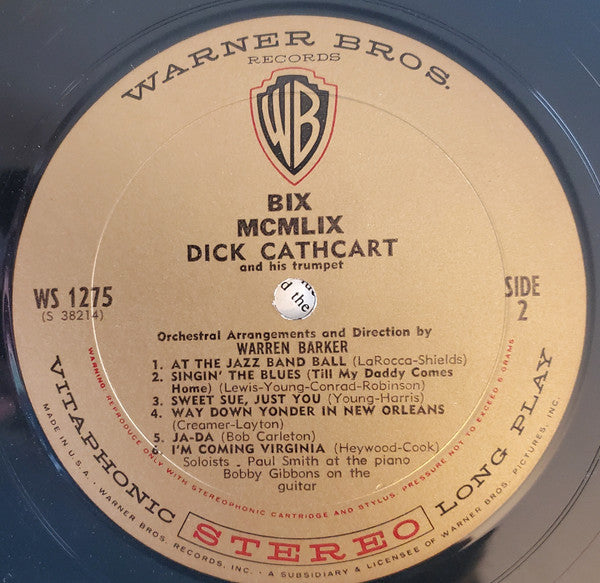 WARNER BROS.
RECORDS
WB
BIX
MCMLIX
DICK CATHCART
and his trumpet
d the
WS 1275
(S 38214)
SIDE
2
Orchestral Arrangements and Direction by
WARREN BARKER
1. AT THE JAZZ BAND BALL (LaRocca-Shields)
2. SINGIN' THE BLUES (Till My Daddy Comes
Home) (Lewis-Young-Conrad-Robinson)
3. SWEET SUE, JUST YOU (Young-Harris)
4. WAY DOWN YONDER IN NEW ORLEANS
(Creamer-Layton)
5. JA-DA (Bob Carleton)
6. I'M COMING VIRGINIA (Heywood-Cook)
Soloists - Paul Smith at the piano
Bobby Gibbons on the
guitar
WARNING: REPRODUCE ONLY WITH STEREOPHONIC CARTRIDGE AND STYLUS. PRESSURE NOT TO EXCEED 6 GRAMS
VITAPHONIC STEREO LONG PLAY
MADE IN U.S.A. • WARNER BROS. RECORDS, INC. • A SUBSIDIARY & LICENSEE OF WARNER BROS. PICTURES, INC.